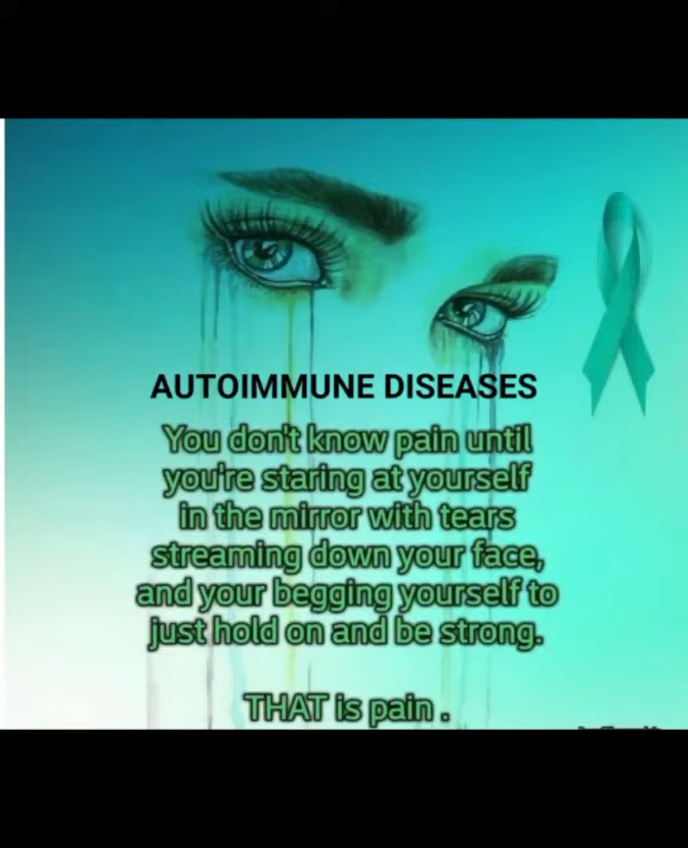 AUTOIMMUNE DISEASES
You don't know pain until
you're staring at yourself
in the mirror with tears
streaming down your face,
and your begging yourself to
just hold on and be strong.
THAT is pain .